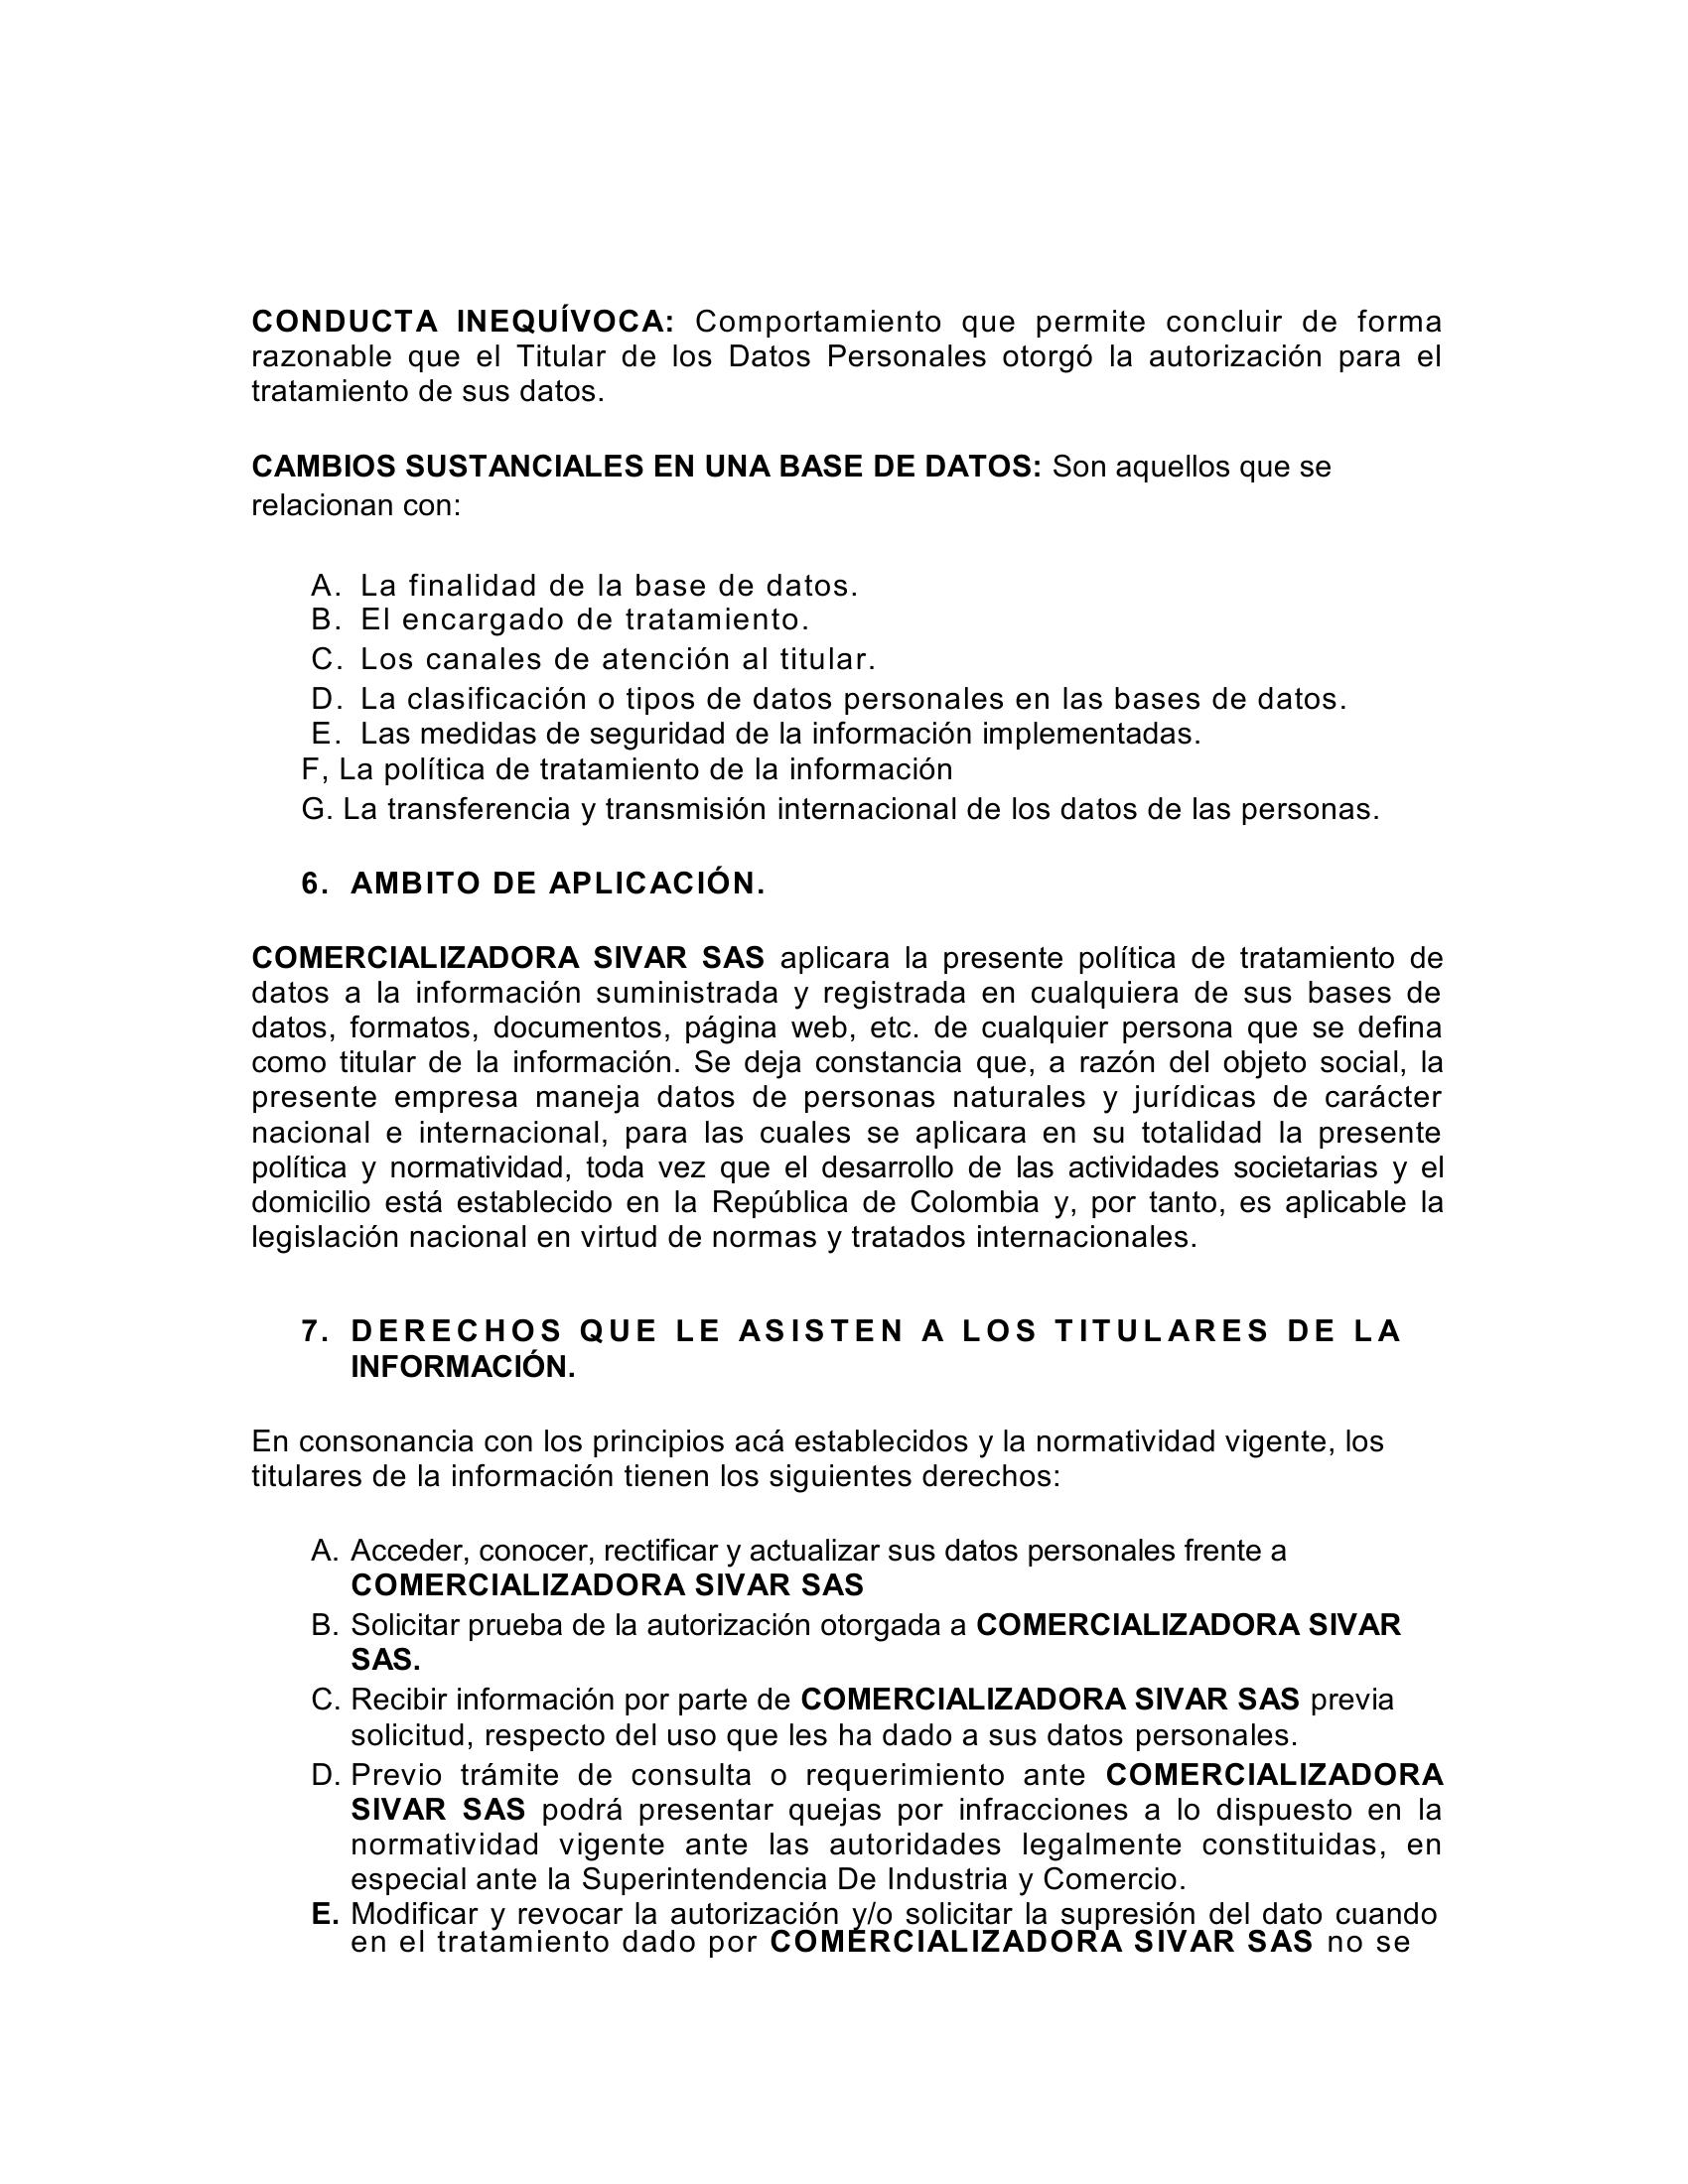 CONDUCTA INEQUÍVOCA: Comportamiento que permite concluir de forma
razonable que el Titular de los Datos Personales otorgó la autorización para el
tratamiento de sus datos.
CAMBIOS SUSTANCIALES EN UNA BASE DE DATOS: Son aquellos que se
relacionan con:
A. La finalidad de la base de datos.
B. El encargado de tratamiento.
C. Los canales de atención al titular.
D. La clasificación o tipos de datos personales en las bases de datos.
E. Las medidas de seguridad de la información implementadas.
F, La política de tratamiento de la información
G. La transferencia y transmisión internacional de los datos de las personas.
6. AMBITO DE APLICACIÓN.
COMERCIALIZADORA SIVAR SAS aplicara la presente política de tratamiento de
datos a la información suministrada y registrada en cualquiera de sus bases de
datos, formatos, documentos, página web, etc. de cualquier persona que se defina
como titular de la información. Se deja constancia que, a razón del objeto social, la
presente empresa maneja datos de personas naturales y jurídicas de carácter
nacional e internacional, para las cuales se aplicara en su totalidad la presente
política y normatividad, toda vez que el desarrollo de las actividades societarias y el
domicilio está establecido en la República de Colombia y, por tanto, es aplicable la
legislación nacional en virtud de normas y tratados internacionales.
7. DERECHOS QUE LE ASISTEN A LOS TITULARES DE LA
INFORMACIÓN.
En consonancia con los principios acá establecidos y la normatividad vigente, los
titulares de la información tienen los siguientes derechos:
A. Acceder, conocer, rectificar y actualizar sus datos personales frente a
COMERCIALIZADORA SIVAR SAS
B. Solicitar prueba de la autorización otorgada a COMERCIALIZADORA SIVAR
SAS.
C. Recibir información por parte de COMERCIALIZADORA SIVAR SAS previa
solicitud, respecto del uso que les ha dado a sus datos personales.
D. Previo trámite de consulta o requerimiento ante COMERCIALIZADORA
SIVAR SAS podrá presentar quejas por infracciones a lo dispuesto en la
normatividad vigente ante las autoridades legalmente constituidas, en
especial ante la Superintendencia De Industria y Comercio.
E. Modificar y revocar la autorización y/o solicitar la supresión del dato cuando
en el tratamiento dado por COMERCIALIZADORA SIVAR SAS no se